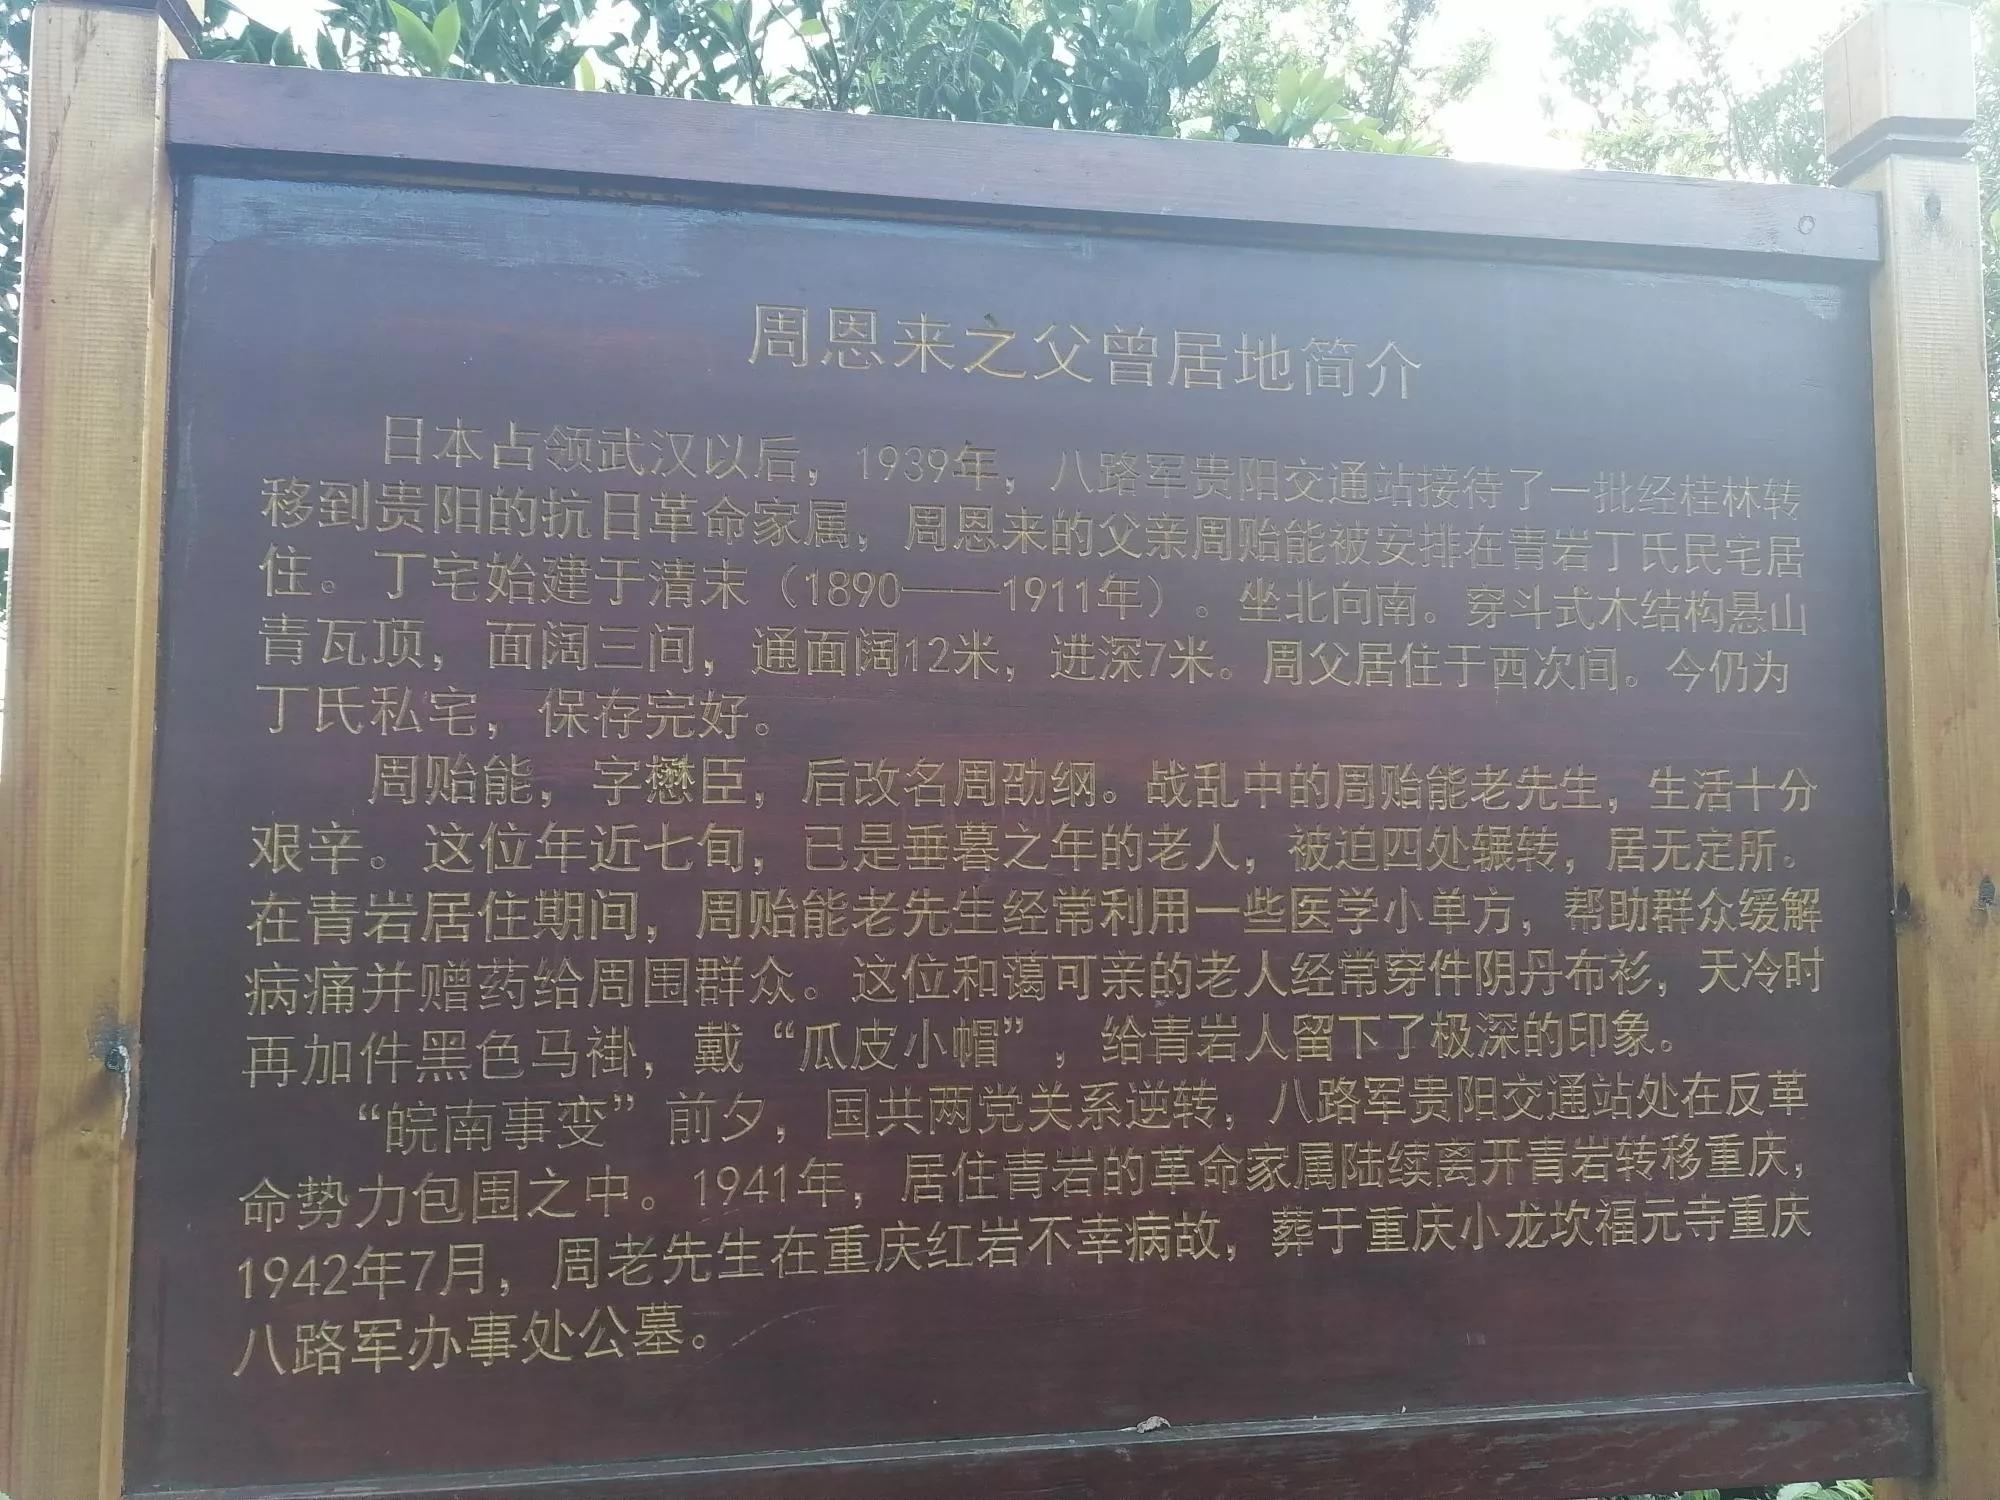 周恩来之父曾居地简介
日本占领武汉以后，1939年，八路军贵阳交通站接待了一批经桂林转
移到贵阳的抗日革命家属，周恩来的父亲周贻能被安排在青岩丁氏民宅居
住。丁宅始建于清末（1890——1911年）。坐北向南。穿斗式木结构悬山
青瓦顶，面阔三间，通面阔12米，进深7米。周父居住于西次间。今仍为
丁氏私宅，保存完好。
周贻能，字懋臣，后改名周劭纲。战乱中的周贻能老先生，生活十分
艰辛。这位年近七旬，已是垂暮之年的老人，被迫四处辗转，居无定所。
在青岩居住期间，周贻能老先生经常利用一些医学小单方，帮助群众缓解
病痛并赠药给周围群众。这位和蔼可亲的老人经常穿件阴丹布衫，天冷时
再加件黑色马褂，戴“瓜皮小帽”，给青岩人留下了极深的印象。
“皖南事变”前夕，国共两党关系逆转，八路军贵阳交通站处在反革
命势力包围之中。1941年，居住青岩的革命家属陆续离开青岩转移重庆，
1942年7月，周老先生在重庆红岩不幸病故，葬于重庆小龙坎福元寺重庆
八路军办事处公墓。